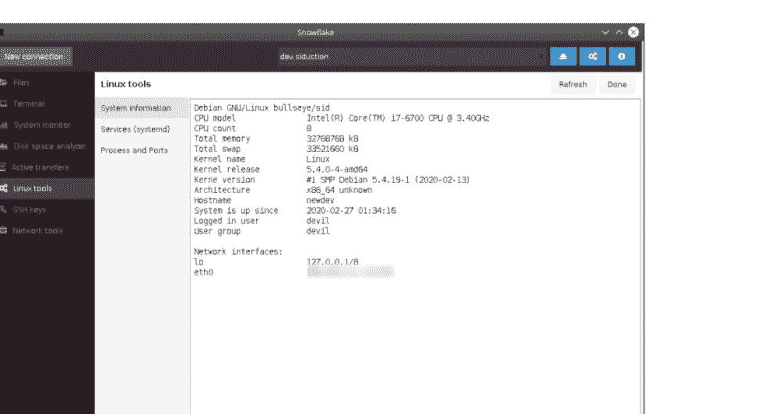 Snowflake
New connection
dev siduction
Files
Terminal
System monitor
Disk space analyzer
Active transfers
Linux tools
SSH keys
Network tools
Linux tools
Refresh
Done
System information
Services (systemd)
Process and Ports
Debian GNU/Linux bullseye/sid
CPU model Intel(R) Core(TM) i7-6700 CPU @ 3.40GHz
CPU count 8
Total memory 32768768 kB
Total swap 33521660 kB
Kernel name Linux
Kernel release 5.4.0-4-amd64
Kerne version #1 SMP Debian 5.4.19-1 (2020-02-13)
Architecture x86_64 unknown
Hostname newdev
System is up since 2020-02-27 01:34:16
Logged in user devil
User group devil
Network interfaces:
lo 127.0.0.1/8
eth0